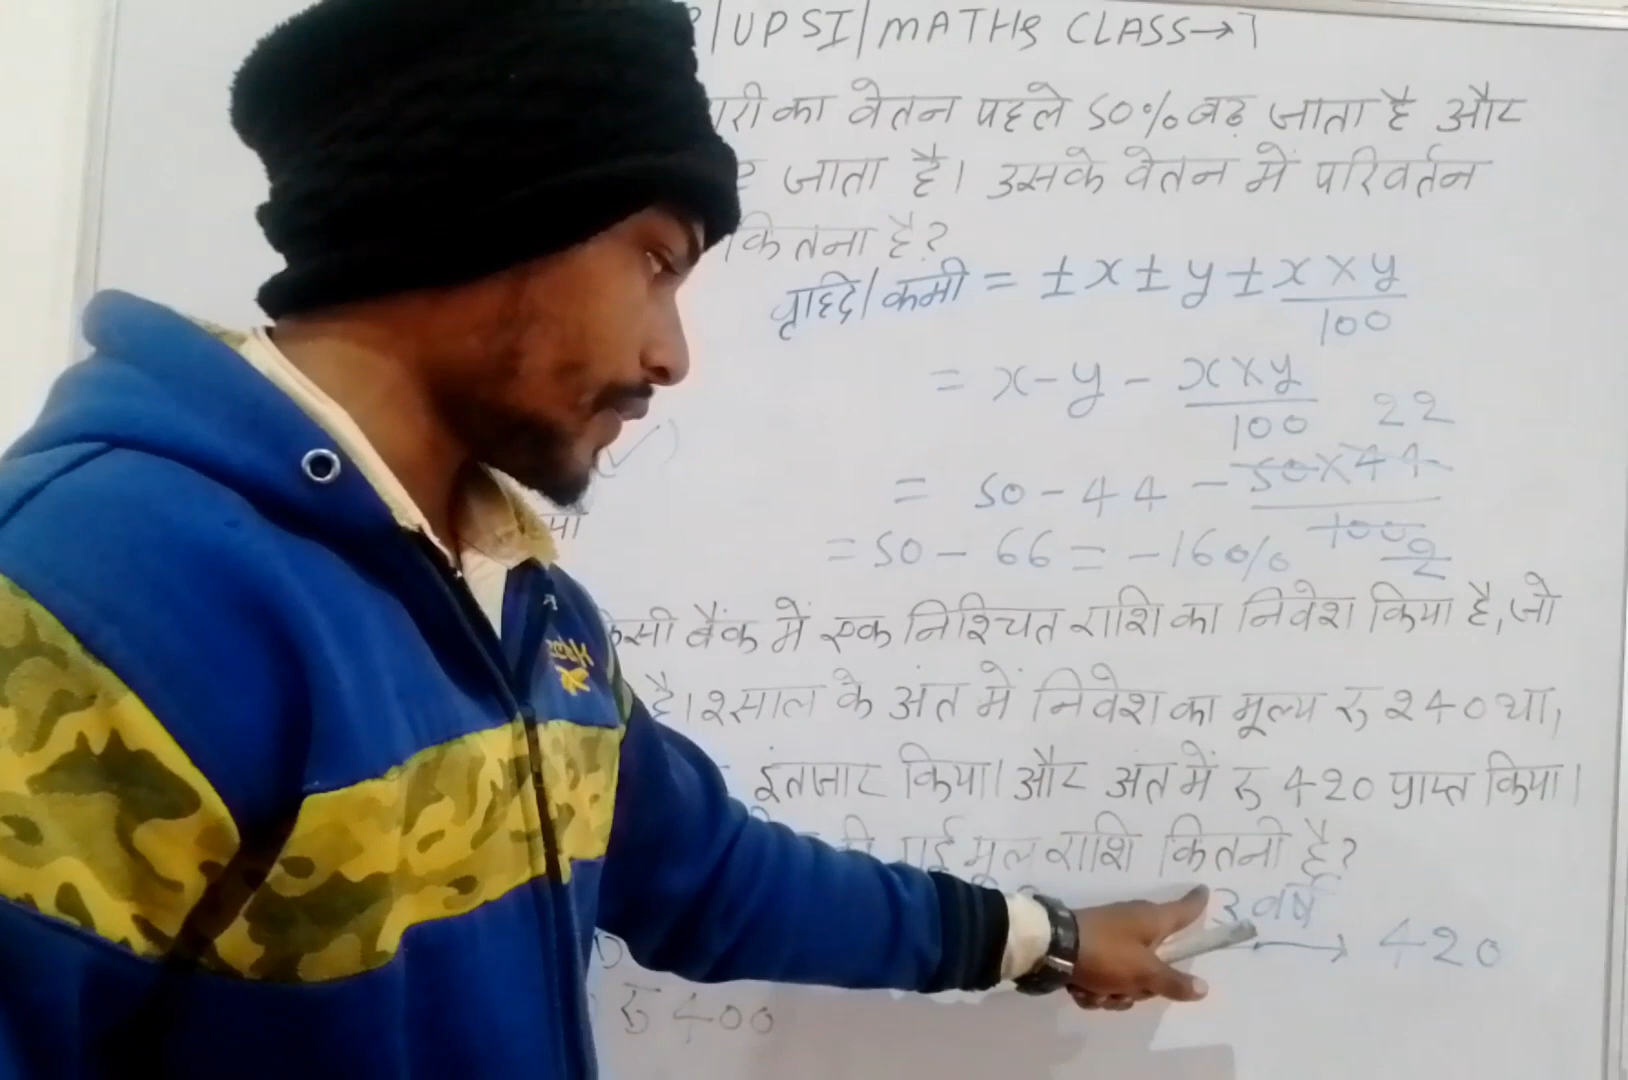 /UPSI/MATHS CLASS→7
का वेतन पहले 50% बढ़ जाता है और
जाता है। उसके वेतन में परिवर्तन
कितना है?
वृद्धि/कमी = ± x ± y ± x × y / 100
= x - y - x × y / 100
22
= 50 - 44 - 50 × 44 / 100
2
= 50 - 66 = -16%
बैंक में एक निश्चित राशि का निवेश किया है, जो
है। 2 साल के अंत में निवेश का मूल्य रु 240 था,
इंतजार किया। और अंत में रु 420 प्राप्त किया।
गई मूल राशि कितनी है?
3 वर्ष
→ 420
रु 400